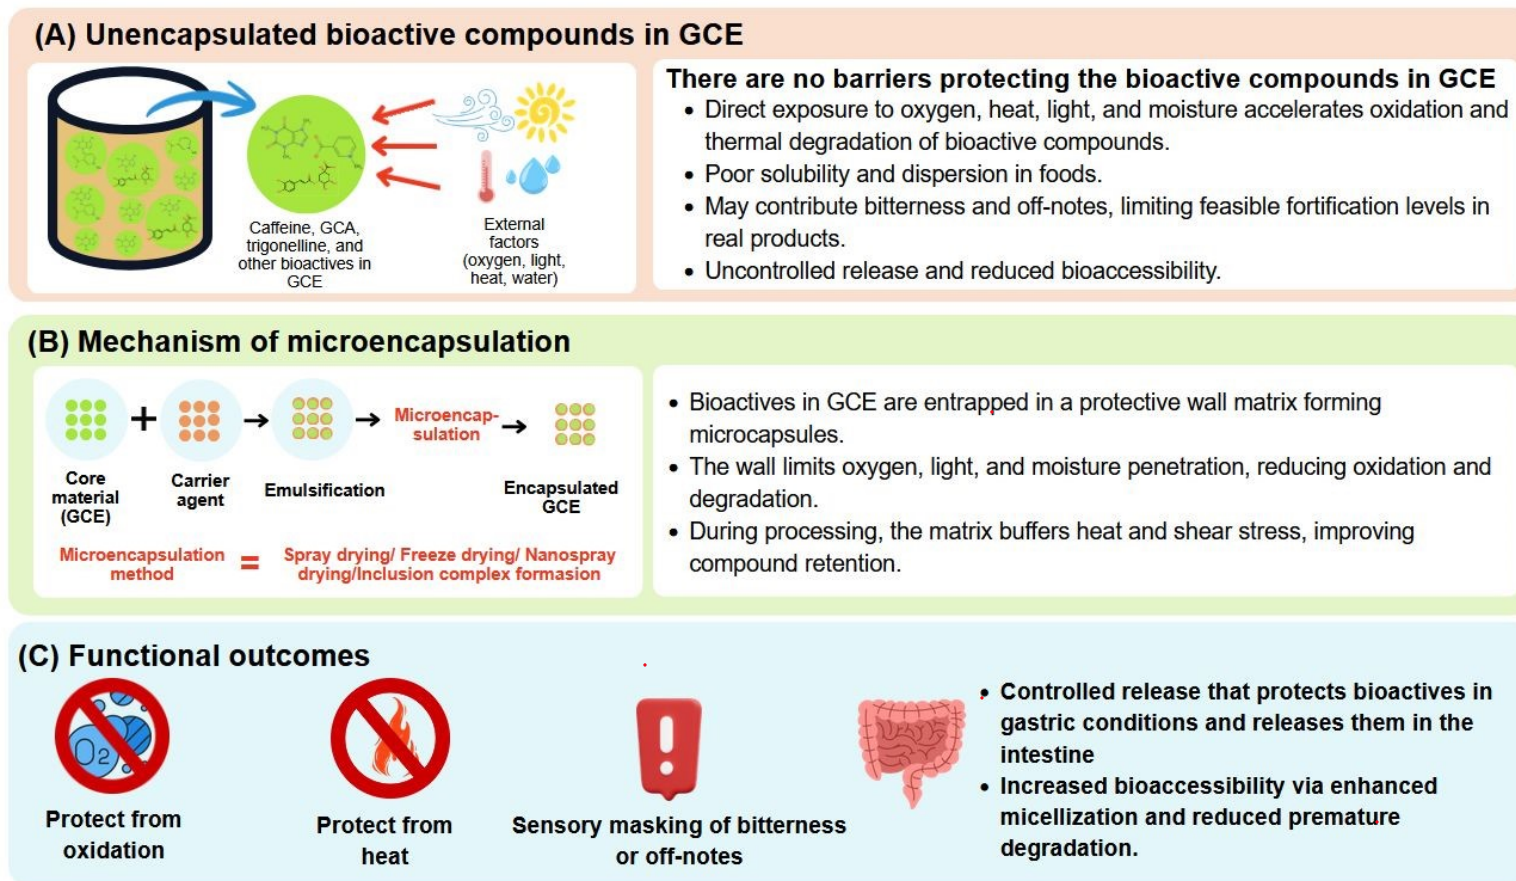 (A) Unencapsulated bioactive compounds in GCE
Caffeine, GCA,
trigonelline, and
other bioactives in
GCE
External
factors
(oxygen, light,
heat, water)
There are no barriers protecting the bioactive compounds in GCE
• Direct exposure to oxygen, heat, light, and moisture accelerates oxidation and
thermal degradation of bioactive compounds.
• Poor solubility and dispersion in foods.
• May contribute bitterness and off-notes, limiting feasible fortification levels in
real products.
• Uncontrolled release and reduced bioaccessibility.
(B) Mechanism of microencapsulation
+
Microencap-
sulation
Core
material
(GCE)
Carrier
agent
Emulsification
Encapsulated
GCE
Microencapsulation
method
=
Spray drying/ Freeze drying/ Nanospray
drying/Inclusion complex formasion
• Bioactives in GCE are entrapped in a protective wall matrix forming
microcapsules.
• The wall limits oxygen, light, and moisture penetration, reducing oxidation and
degradation.
• During processing, the matrix buffers heat and shear stress, improving
compound retention.
(C) Functional outcomes
O2
Protect from
oxidation
Protect from
heat
Sensory masking of bitterness
or off-notes
• Controlled release that protects bioactives in
gastric conditions and releases them in the
intestine
• Increased bioaccessibility via enhanced
micellization and reduced premature
degradation.